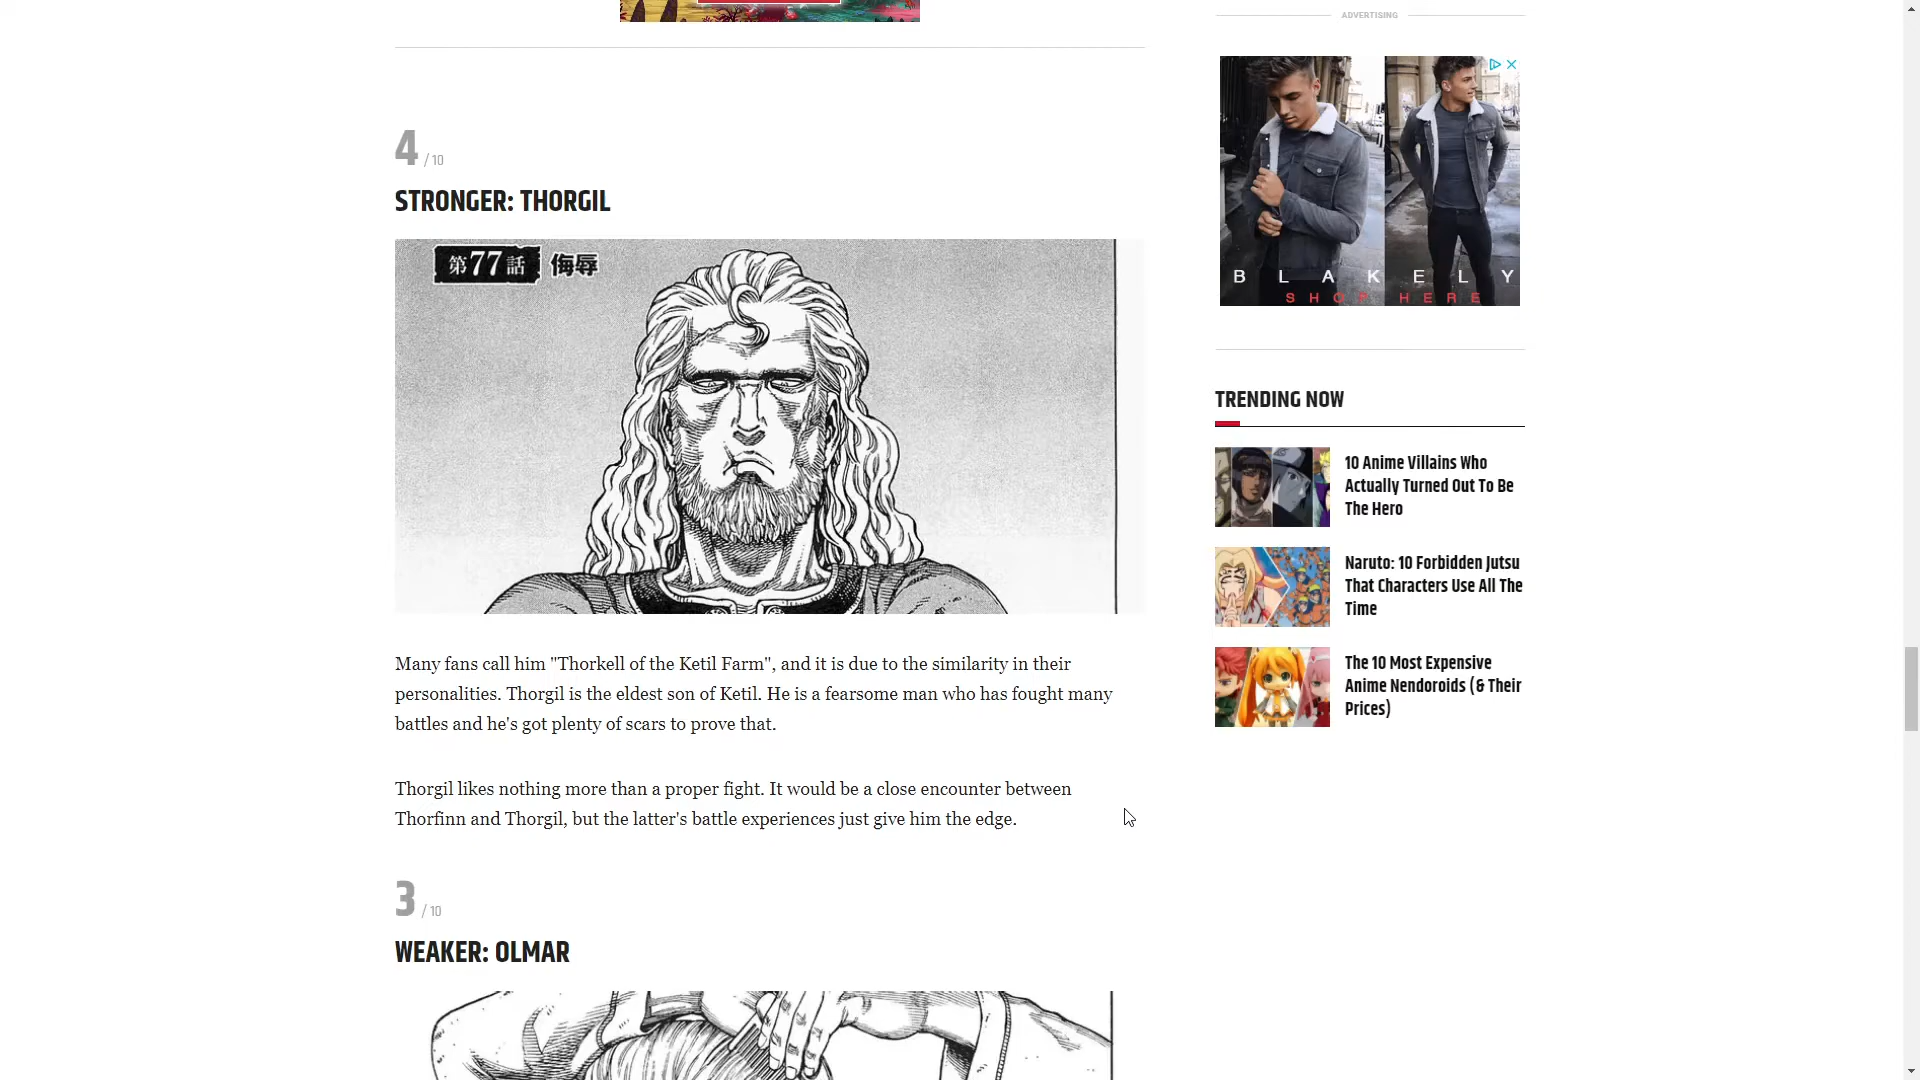 ADVERTISING
4 / 10
STRONGER: THORGIL
第77話 侮辱
Many fans call him "Thorkell of the Ketil Farm", and it is due to the similarity in their
personalities. Thorgil is the eldest son of Ketil. He is a fearsome man who has fought many
battles and he's got plenty of scars to prove that.
Thorgil likes nothing more than a proper fight. It would be a close encounter between
Thorfinn and Thorgil, but the latter's battle experiences just give him the edge.
3 / 10
WEAKER: OLMAR
BLAKELY
SHOP HERE
TRENDING NOW
10 Anime Villains Who
Actually Turned Out To Be
The Hero
Naruto: 10 Forbidden Jutsu
That Characters Use All The
Time
The 10 Most Expensive
Anime Nendoroids (& Their
Prices)